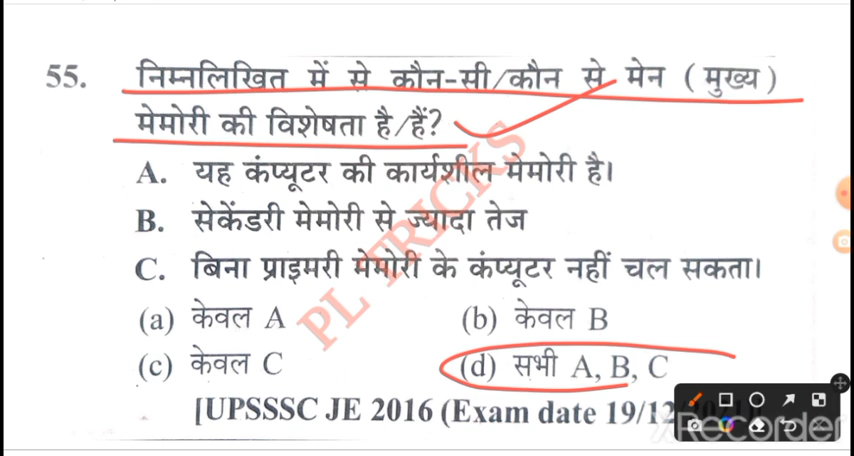 55. निम्नलिखित में से कौन-सी/कौन से मेन (मुख्य)
मेमोरी की विशेषता है/हैं?
A. यह कंप्यूटर की कार्यशील मेमोरी है।
B. सेकेंडरी मेमोरी से ज्यादा तेज
C. बिना प्राइमरी मेमोरी के कंप्यूटर नहीं चल सकता।
(a) केवल A (b) केवल B
(c) केवल C (d) सभी A, B, C
[UPSSSC JE 2016 (Exam date 19/12
PL TRICKS
Recorder